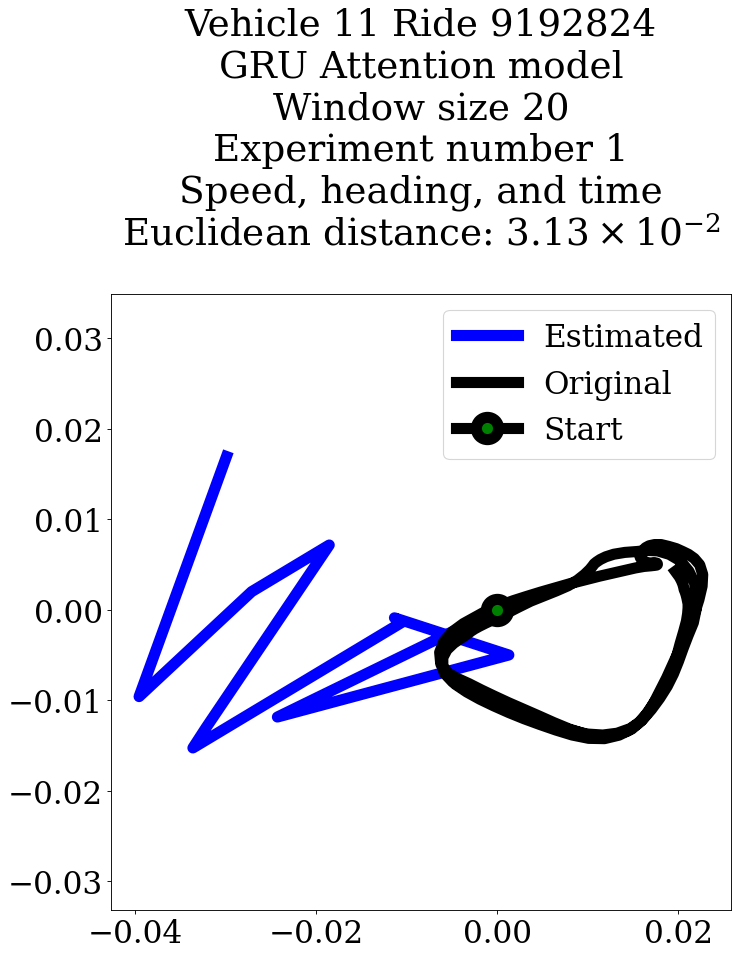 Vehicle 11 Ride 9192824
GRU Attention model
Window size 20
Experiment number 1
Speed, heading, and time
Euclidean distance: 3.13 × 10⁻²
Estimated
Original
Start
0.03
0.02
0.01
0.00
−0.01
−0.02
−0.03
−0.04 −0.02 0.00 0.02